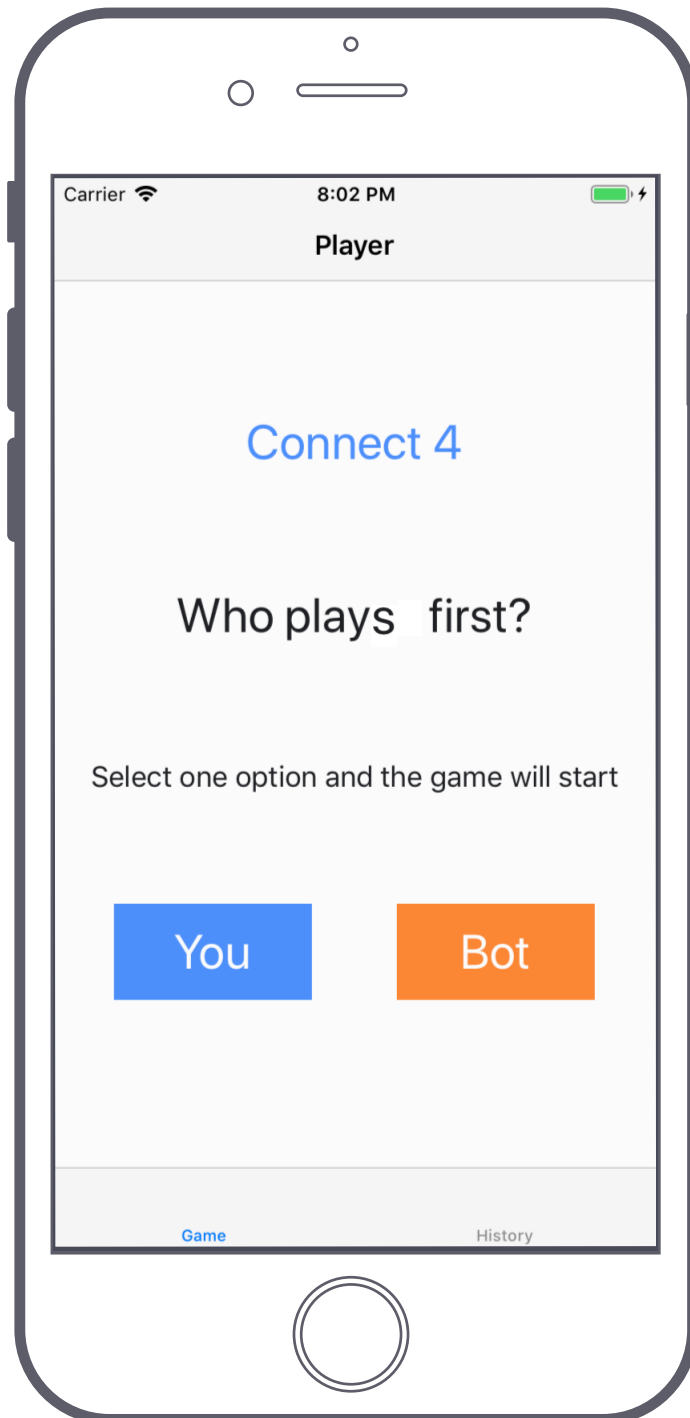 Carrier 8:02 PM
Player
Connect 4
Who plays first?
Select one option and the game will start
You Bot
Game History